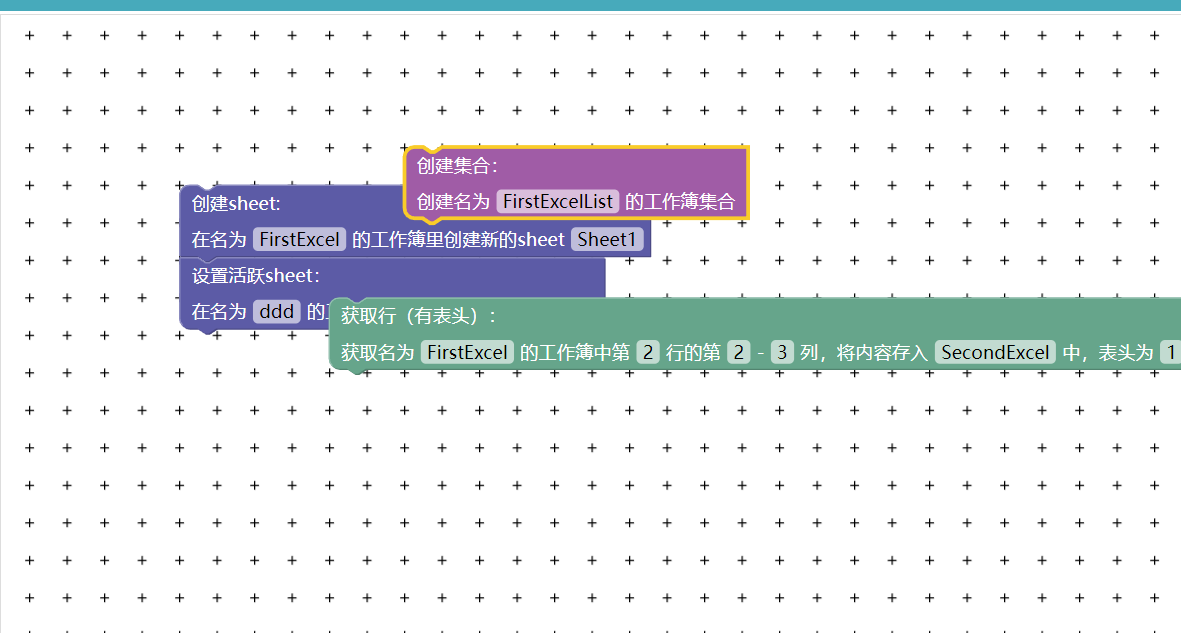 创建集合：
创建名为 FirstExcelList 的工作簿集合
创建sheet:
在名为 FirstExcel 的工作簿里创建新的sheet Sheet1
设置活跃sheet：
在名为 ddd 的
获取行（有表头）：
获取名为 FirstExcel 的工作簿中第 2 行的第 2 - 3 列，将内容存入 SecondExcel 中，表头为 1